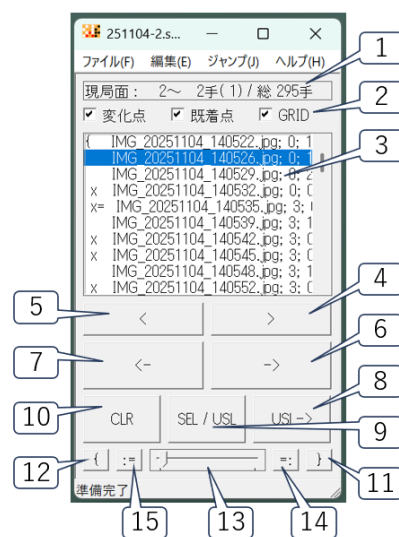 251104-2.s...
ファイル(F) 編集(E) ジャンプ(J) ヘルプ(H)
現局面： 2～ 2手( 1) / 総 295手
変化点 既着点 GRID
{ IMG_20251104_140522.jpg; 0; 1
IMG_20251104_140526.jpg; 0; 1
IMG_20251104_140529.jpg; 0; 2
x IMG_20251104_140532.jpg; 0; 0
x= IMG_20251104_140535.jpg; 3;
IMG_20251104_140539.jpg; 3; 1
x IMG_20251104_140542.jpg; 3; 0
x IMG_20251104_140545.jpg; 3; 0
IMG_20251104_140548.jpg; 3; 1
x IMG_20251104_140552.jpg; 3; 0
< >
<- ->
CLR SEL / USL USI->
{ := =: }
準備完了
1
2
3
4
5
6
7
8
9
10
11
12
13
14
15